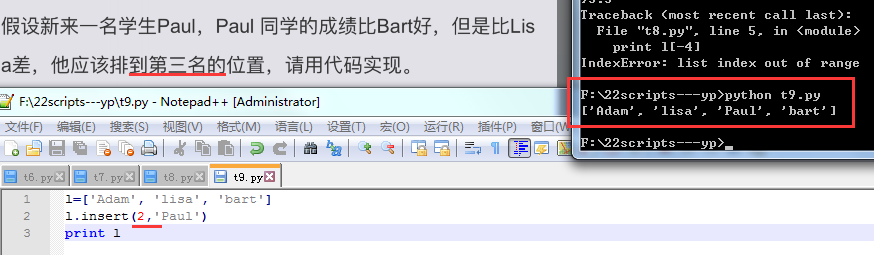 假设新来一名学生Paul，Paul 同学的成绩比Bart好，但是比Lis
a差，他应该排到第三名的位置，请用代码实现。
Traceback (most recent call last):
File "t8.py", line 5, in <module>
print l[-4]
IndexError: list index out of range
F:\22scripts---yp>python t9.py
['Adam', 'lisa', 'Paul', 'bart']
F:\22scripts---yp>
F:\22scripts---yp\t9.py - Notepad++ [Administrator]
文件(F) 编辑(E) 搜索(S) 视图(V) 格式(M) 语言(L) 设置(T) 宏(O) 运行(R) 插件(P) 窗口(W)
t6.py t7.py t8.py t9.py
1 l=['Adam', 'lisa', 'bart']
2 l.insert(2,'Paul')
3 print l